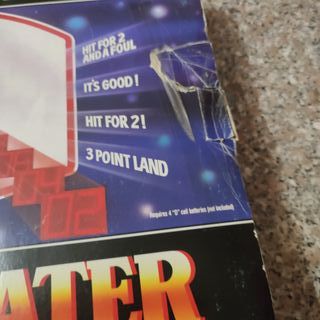 HIT FOR 2
AND A FOUL
IT'S GOOD!
HIT FOR 2!
3 POINT LAND
Requires 4 "D" cell batteries (not included)
ATER